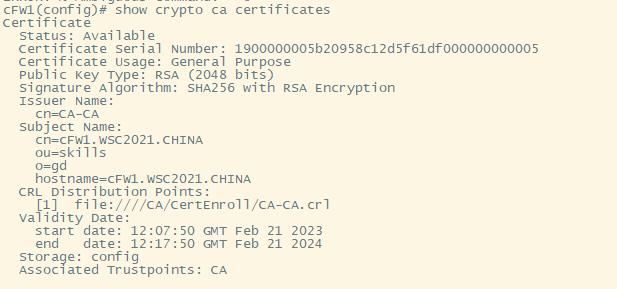 cFW1(config)# show crypto ca certificates
Certificate
  Status: Available
  Certificate Serial Number: 1900000005b20958c12d5f61df000000000005
  Certificate Usage: General Purpose
  Public Key Type: RSA (2048 bits)
  Signature Algorithm: SHA256 with RSA Encryption
  Issuer Name:
    cn=CA-CA
  Subject Name:
    cn=cFW1.WSC2021.CHINA
    ou=skills
    o=gd
    hostname=cFW1.WSC2021.CHINA
  CRL Distribution Points:
    [1]  file:////CA/CertEnroll/CA-CA.crl
  Validity Date:
    start date: 12:07:50 GMT Feb 21 2023
    end   date: 12:17:50 GMT Feb 21 2024
  Storage: config
  Associated Trustpoints: CA